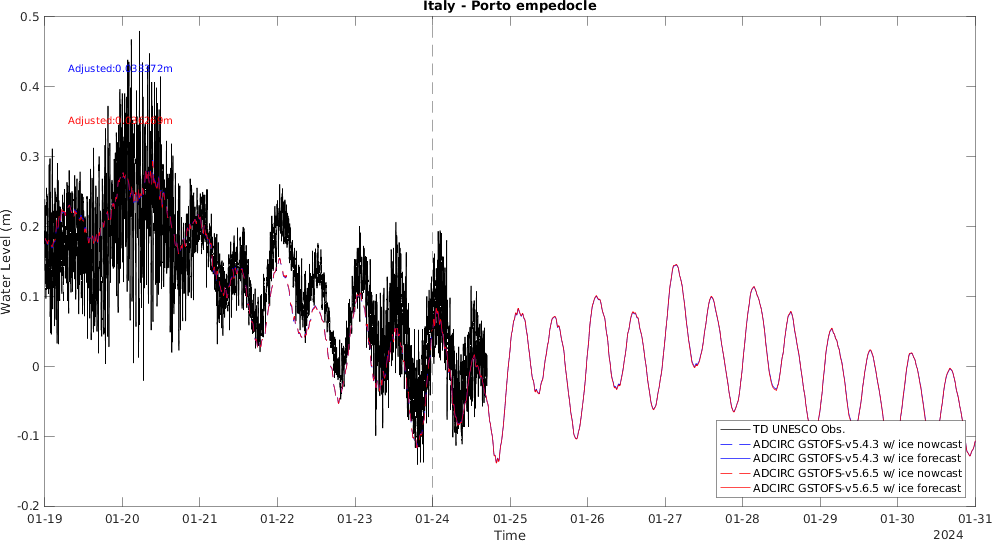 Italy - Porto empedocle
0.5
0.4
0.3
0.2
0.1
0
-0.1
-0.2
Water Level (m)
Adjusted:0.033372m
TD UNESCO Obs.
ADCIRC GSTOFS-v5.4.3 w/ ice nowcast
ADCIRC GSTOFS-v5.4.3 w/ ice forecast
ADCIRC GSTOFS-v5.6.5 w/ ice nowcast
ADCIRC GSTOFS-v5.6.5 w/ ice forecast
01-19 01-20 01-21 01-22 01-23 01-24 01-25 01-26 01-27 01-28 01-29 01-30 01-31
Time
2024